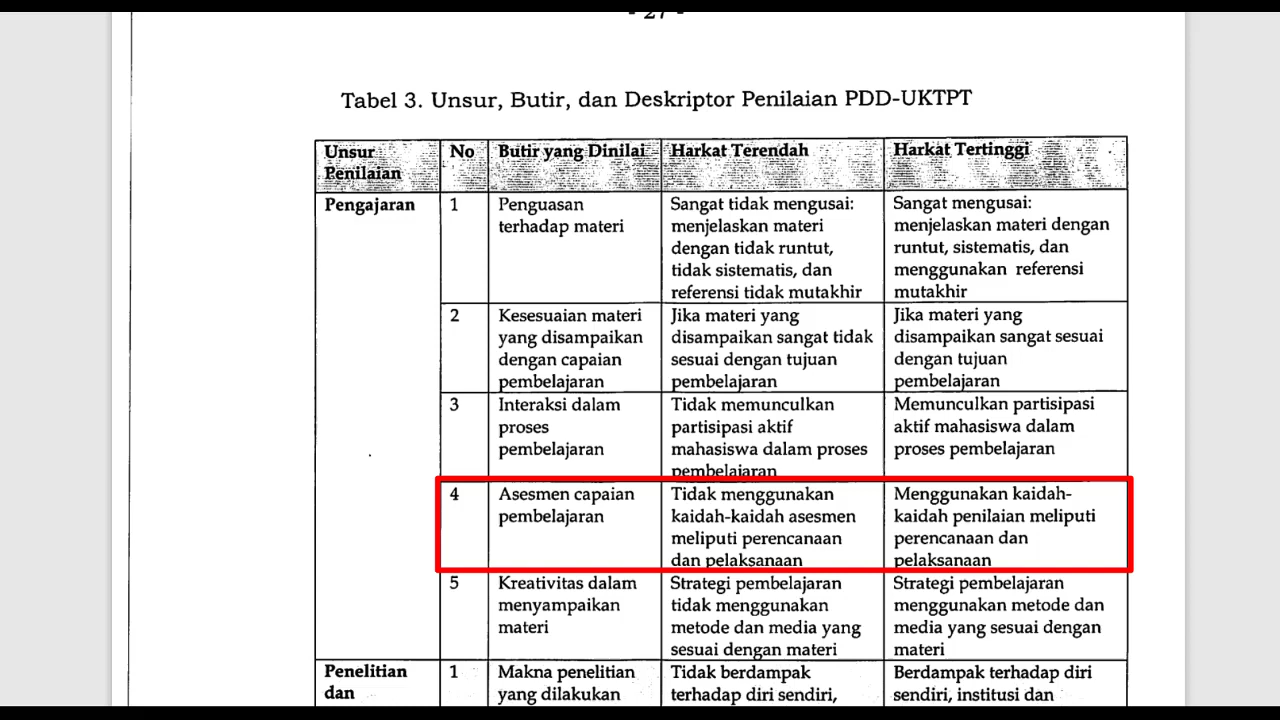 - 27 -
Tabel 3. Unsur, Butir, dan Deskriptor Penilaian PDD-UKTPT
Unsur Penilaian
No
Butir yang Dinilai
Harkat Terendah
Harkat Tertinggi
Pengajaran
1
Penguasan
terhadap materi
Sangat tidak mengusai:
menjelaskan materi
dengan tidak runtut,
tidak sistematis, dan
referensi tidak mutakhir
Sangat mengusai:
menjelaskan materi dengan
runtut, sistematis, dan
menggunakan referensi
mutakhir
2
Kesesuaian materi
yang disampaikan
dengan capaian
pembelajaran
Jika materi yang
disampaikan sangat tidak
sesuai dengan tujuan
pembelajaran
Jika materi yang
disampaikan sangat sesuai
dengan tujuan
pembelajaran
3
Interaksi dalam
proses
pembelajaran
Tidak memunculkan
partisipasi aktif
mahasiswa dalam proses
pembelajaran
Memunculkan partisipasi
aktif mahasiswa dalam
proses pembelajaran
4
Asesmen capaian
pembelajaran
Tidak menggunakan
kaidah-kaidah asesmen
meliputi perencanaan
dan pelaksanaan
Menggunakan kaidah-
kaidah penilaian meliputi
perencanaan dan
pelaksanaan
5
Kreativitas dalam
menyampaikan
materi
Strategi pembelajaran
tidak menggunakan
metode dan media yang
sesuai dengan materi
Strategi pembelajaran
menggunakan metode dan
media yang sesuai dengan
materi
Penelitian
dan
1
Makna penelitian
yang dilakukan
Tidak berdampak
terhadap diri sendiri,
Berdampak terhadap diri
sendiri, institusi dan